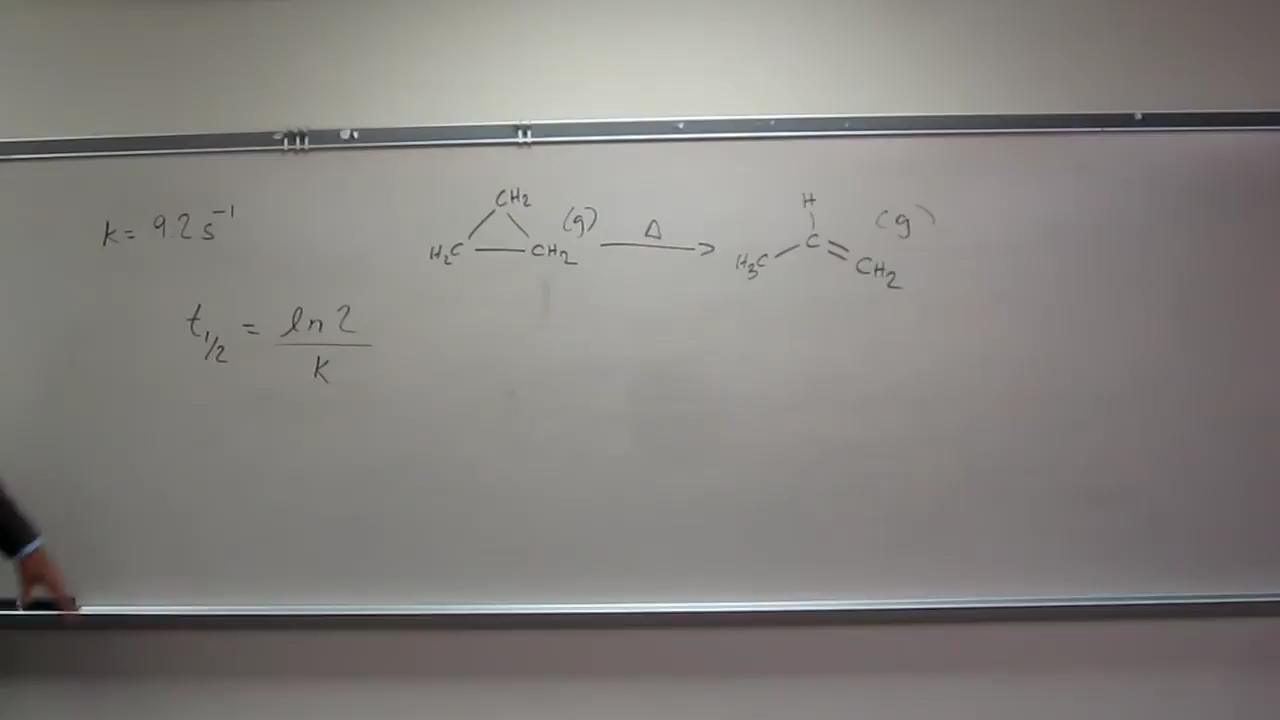 k = 9.2 s⁻¹
CH₂
H₂C CH₂ (g) Δ
H
H₃C C CH₂ (g)
t₁/₂ = ln 2 / k